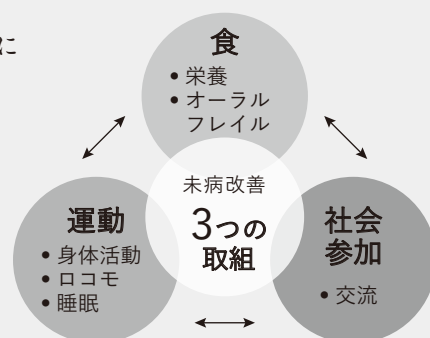 に
食
• 栄養
• オーラル
フレイル
未病改善
3つの
取組
運動
• 身体活動
• ロコモ
• 睡眠
社会
参加
• 交流